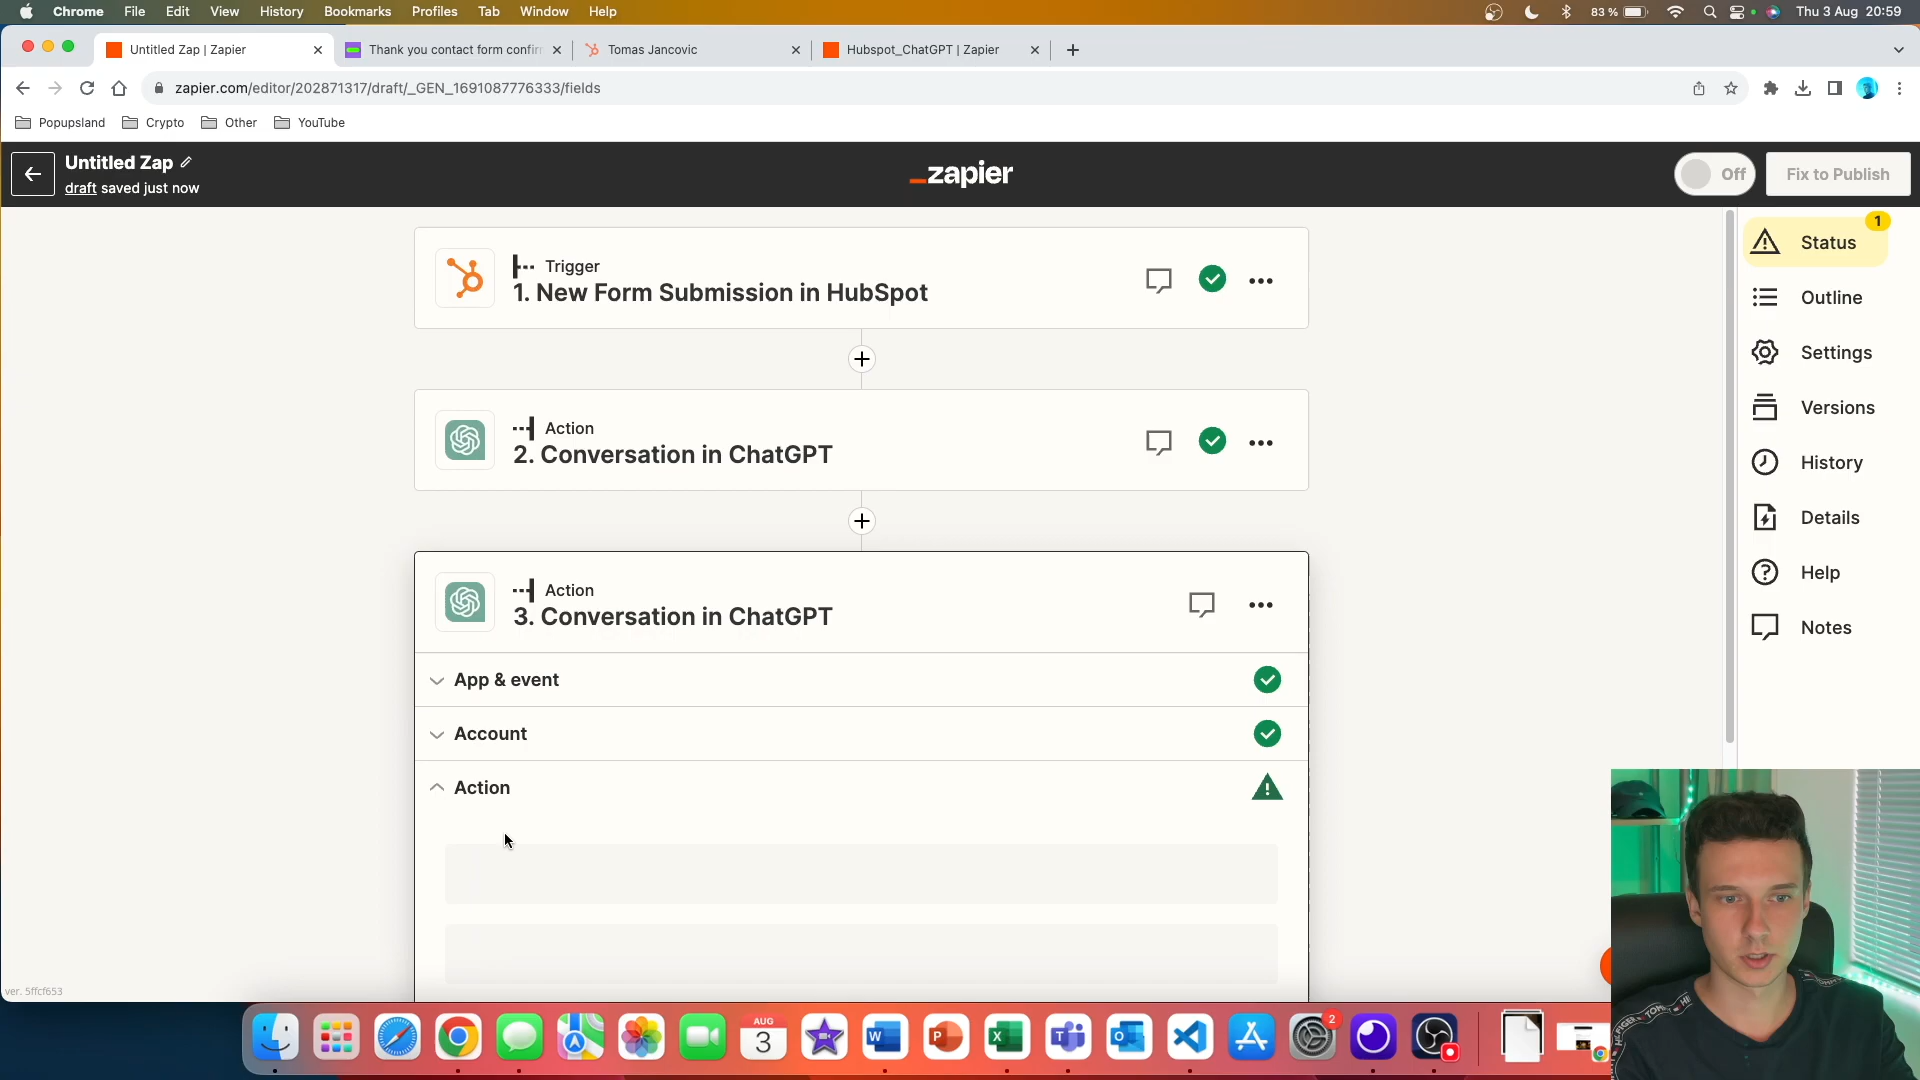 Chrome File Edit View History Bookmarks Profiles Tab Window Help 83 % Thu 3 Aug 20:59
Untitled Zap | Zapier Thank you contact form confirm Tomas Jancovic Hubspot_ChatGPT | Zapier
zapier.com/editor/202871317/draft/_GEN_1691087776333/fields
Popupsland Crypto Other YouTube
Untitled Zap
draft saved just now
_zapier
Off
Fix to Publish
1
Status
Outline
Settings
Versions
History
Details
Help
Notes
Trigger
1. New Form Submission in HubSpot
Action
2. Conversation in ChatGPT
Action
3. Conversation in ChatGPT
App & event
Account
Action
ver. 5ffcf653
AUG
3
2